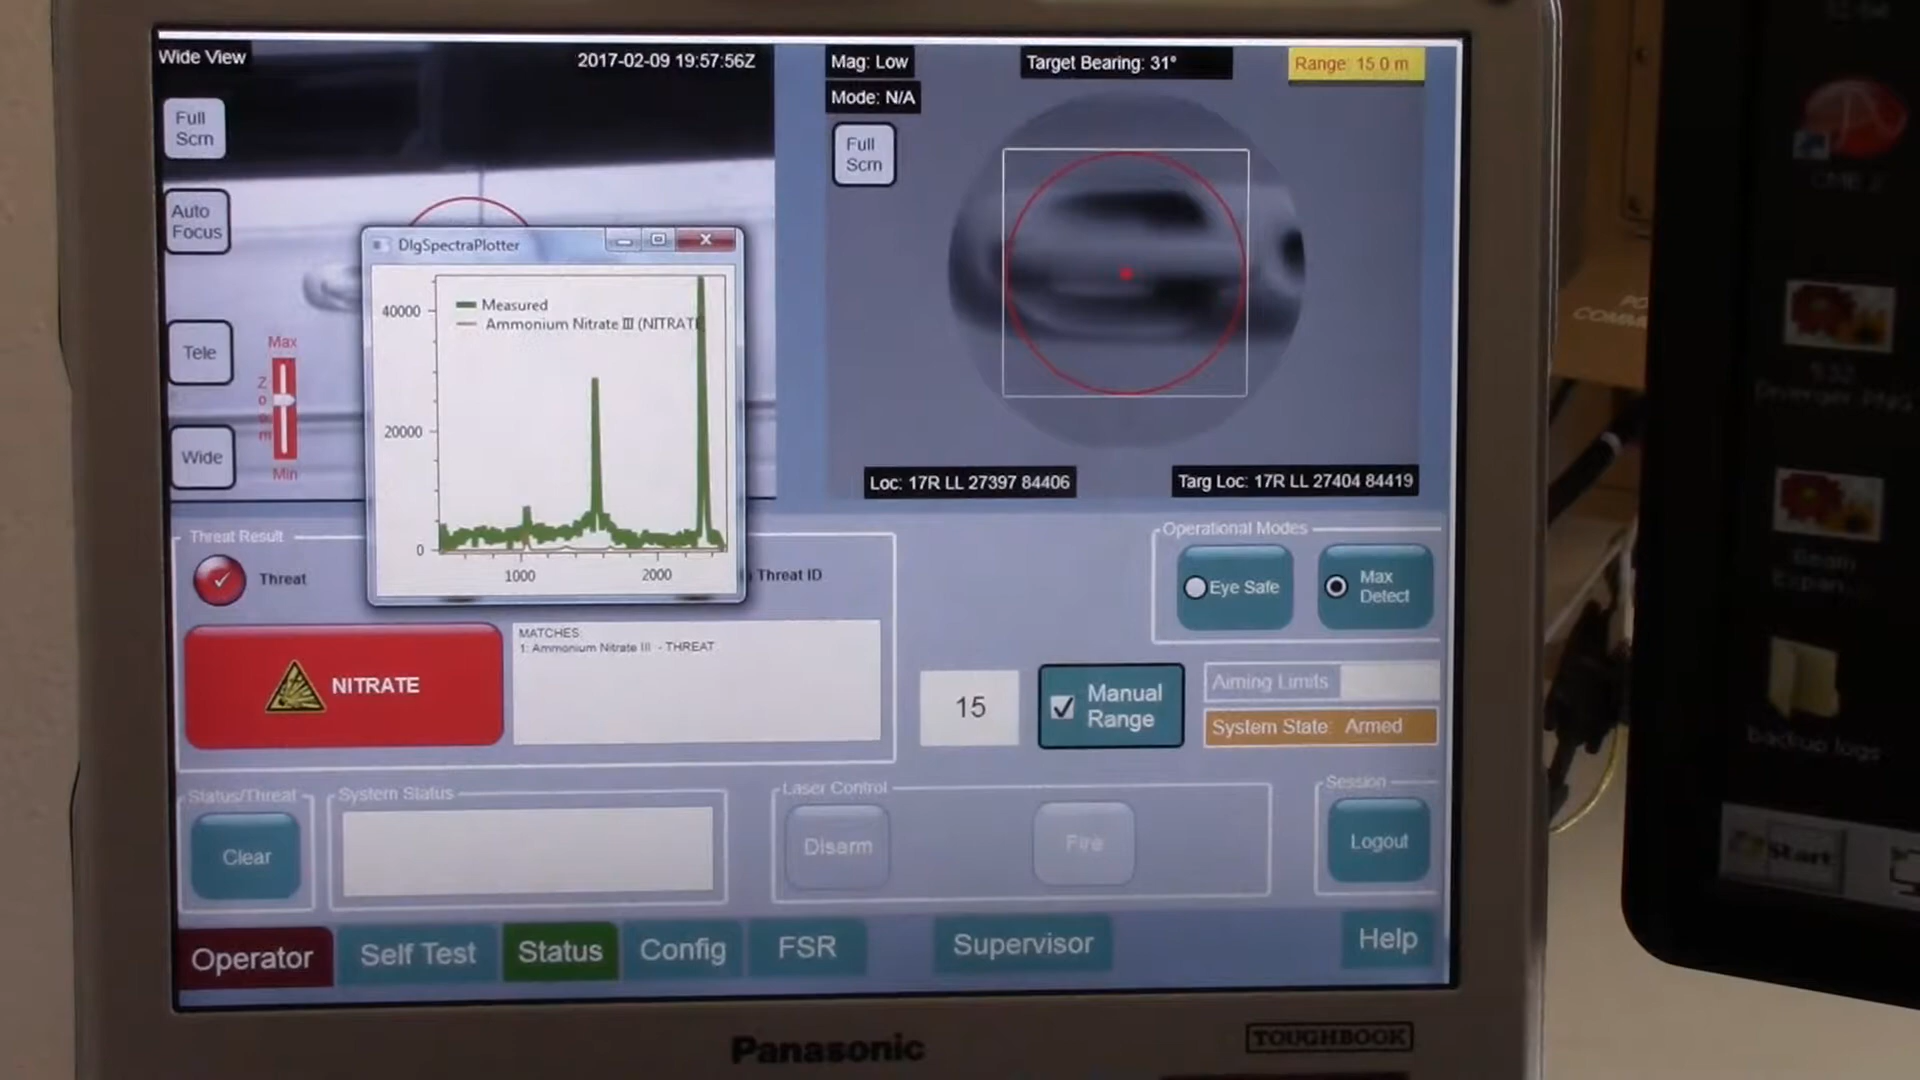 Wide View
2017-02-09 19:57:56Z
Mag: Low
Target Bearing: 31°
Range: 15.0 m
Mode: N/A
Full
Scrn
Full
Scrn
Auto
Focus
Tele
Max
Zoom
Min
Wide
DlgSpectraPlotter
Measured
Ammonium Nitrate III (NITRATE
40000
20000
0
1000
2000
Loc: 17R LL 27397 84406
Targ Loc: 17R LL 27404 84419
Threat Result
Threat
Threat ID
Operational Modes
Eye Safe
Max
Detect
NITRATE
MATCHES:
1: Ammonium Nitrate III - THREAT
15
Manual
Range
Aiming Limits
System State: Armed
Status/Threat
Clear
System Status
Laser Control
Disarm
Fire
Session
Logout
Operator
Self Test
Status
Config
FSR
Supervisor
Help
Panasonic
TOUGHBOOK
backup logs
Start